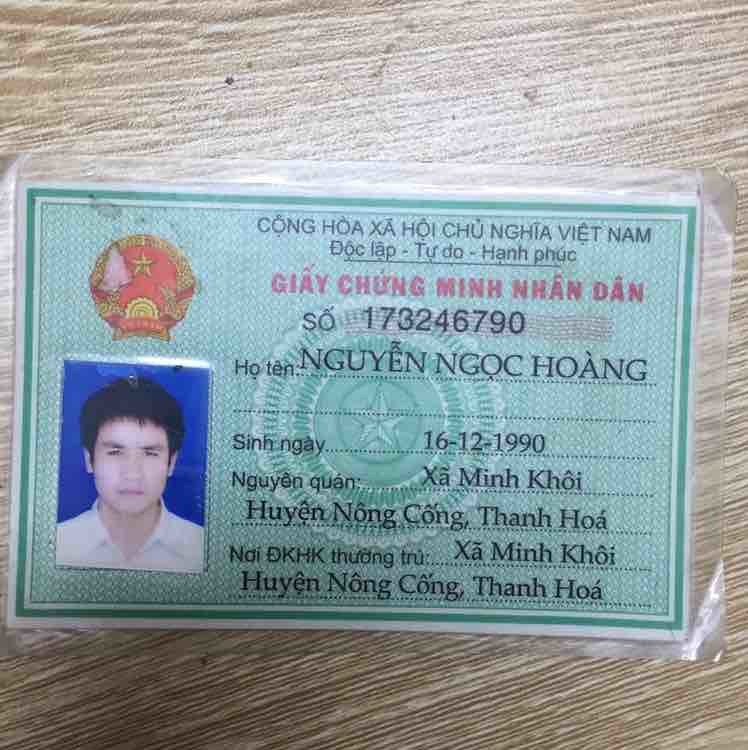 CỘNG HÒA XÃ HỘI CHỦ NGHĨA VIỆT NAM
Độc lập - Tự do - Hạnh phúc
GIẤY CHỨNG MINH NHÂN DÂN
SỐ 173246790
Họ tên: NGUYỄN NGỌC HOÀNG
Sinh ngày 16-12-1990
Nguyên quán: Xã Minh Khôi
Huyện Nông Cống, Thanh Hoá
Nơi ĐKHK thường trú: Xã Minh Khôi
Huyện Nông Cống, Thanh Hoá